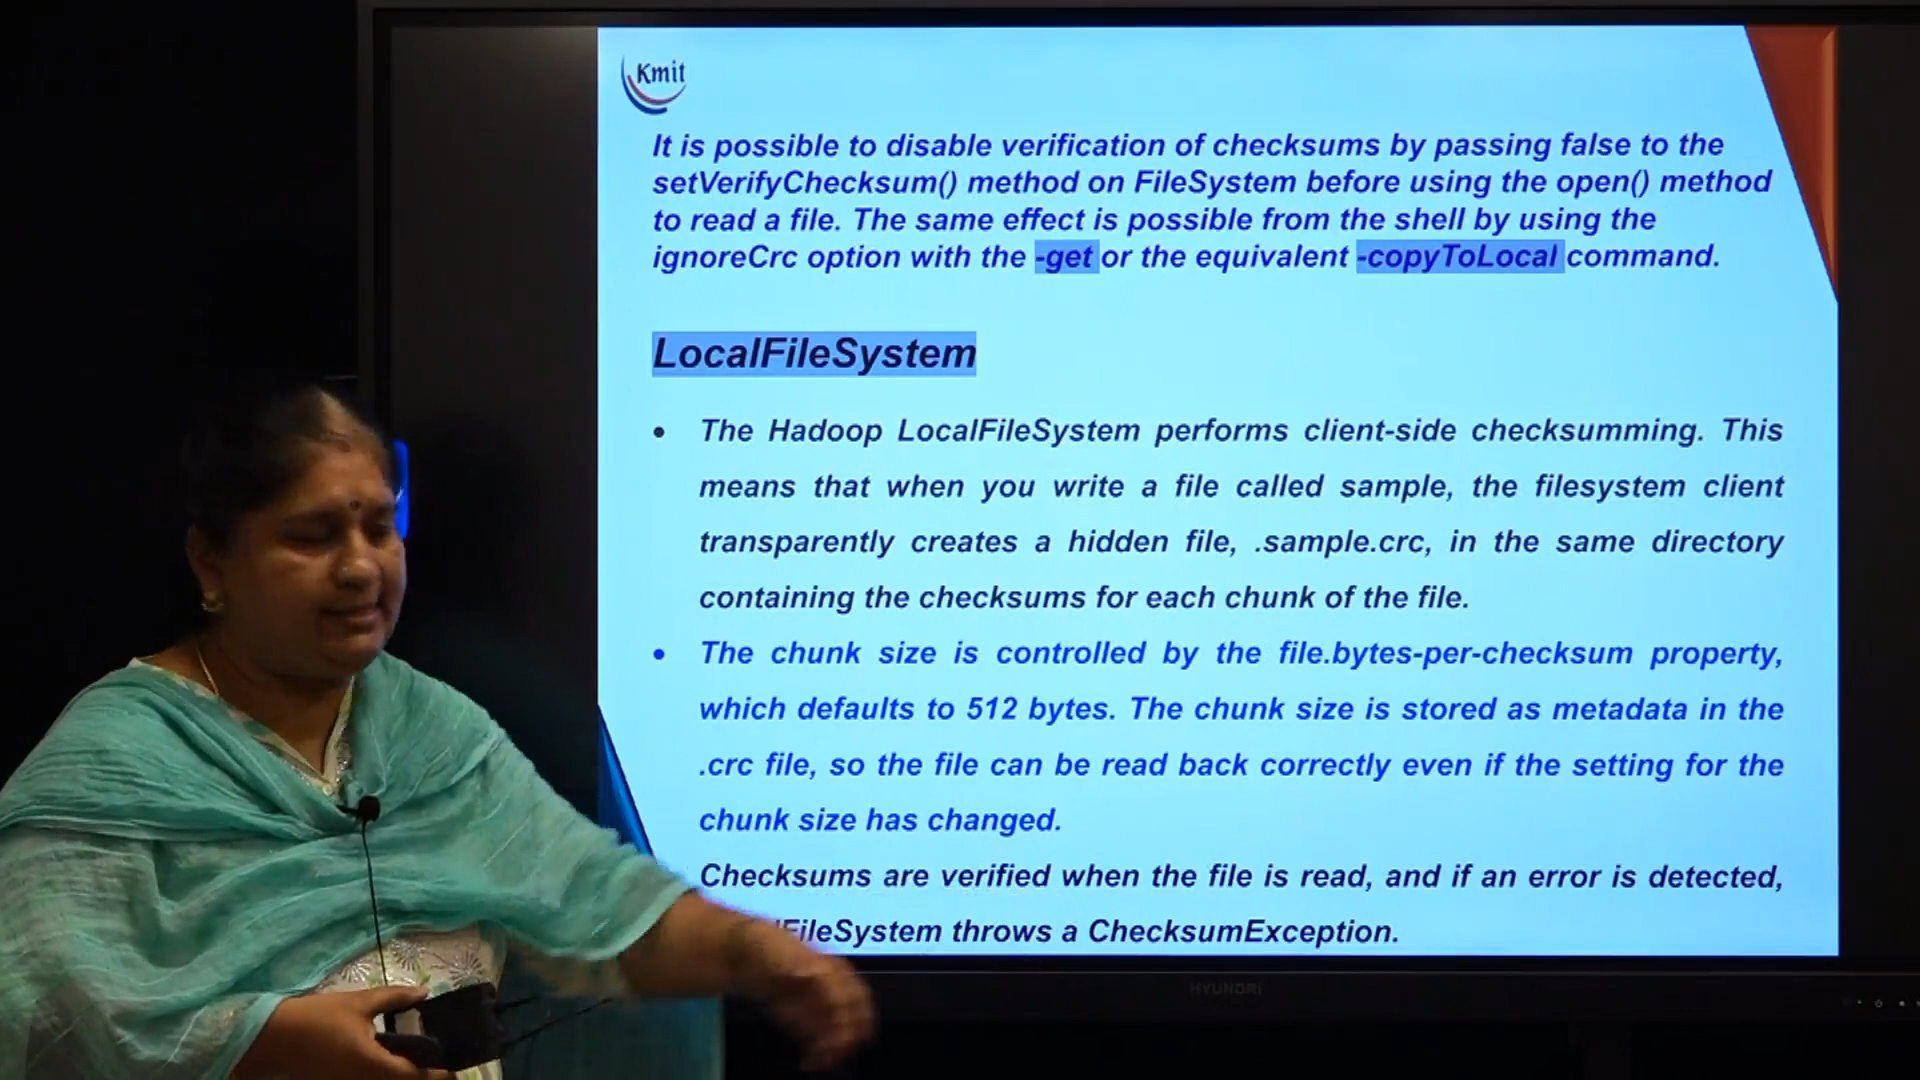 Kmit
It is possible to disable verification of checksums by passing false to the
setVerifyChecksum() method on FileSystem before using the open() method
to read a file. The same effect is possible from the shell by using the
ignoreCrc option with the -get or the equivalent -copyToLocal command.
LocalFileSystem
• The Hadoop LocalFileSystem performs client-side checksumming. This
means that when you write a file called sample, the filesystem client
transparently creates a hidden file, .sample.crc, in the same directory
containing the checksums for each chunk of the file.
• The chunk size is controlled by the file.bytes-per-checksum property,
which defaults to 512 bytes. The chunk size is stored as metadata in the
.crc file, so the file can be read back correctly even if the setting for the
chunk size has changed.
Checksums are verified when the file is read, and if an error is detected,
FileSystem throws a ChecksumException.
HYUNDRI